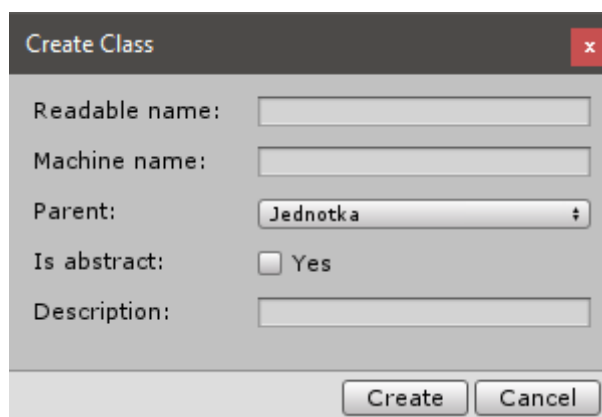 Create Class
x
Readable name:
Machine name:
Parent: Jednotka
Is abstract: Yes
Description:
Create Cancel